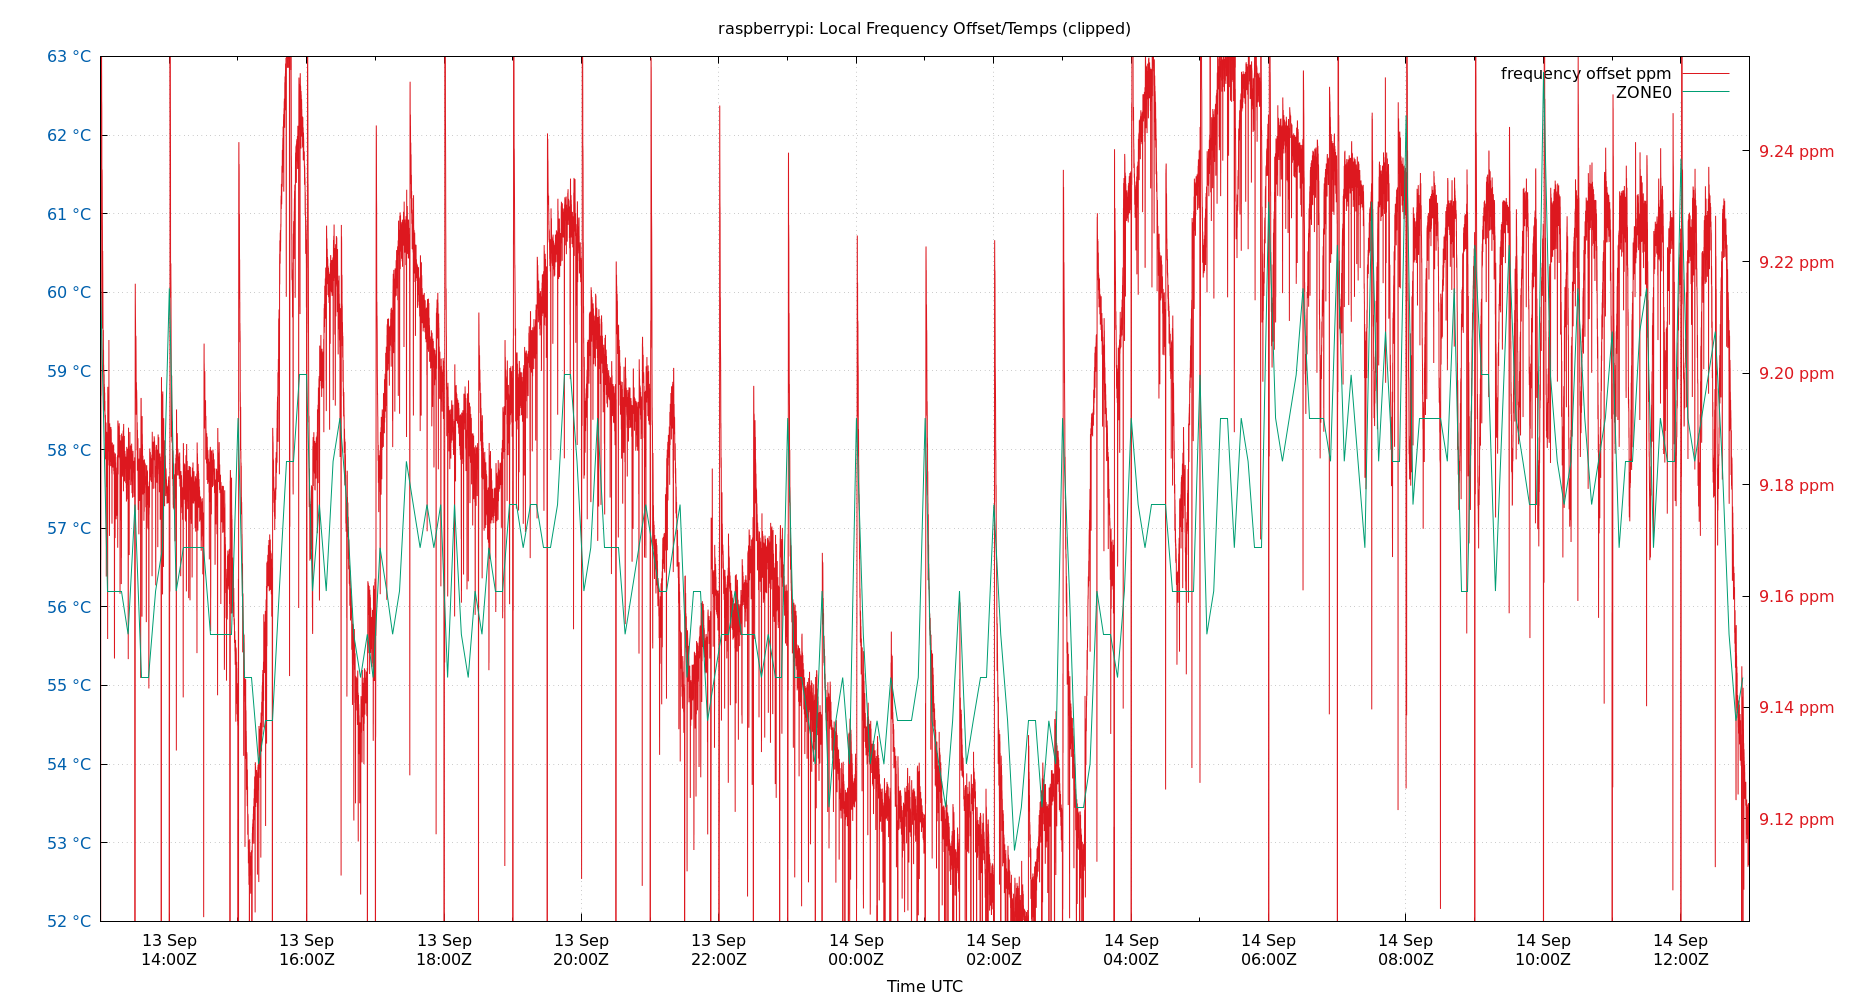 raspberrypi: Local Frequency Offset/Temps (clipped)
63 °C
62 °C
61 °C
60 °C
59 °C
58 °C
57 °C
56 °C
55 °C
54 °C
53 °C
52 °C
frequency offset ppm
ZONE0
9.24 ppm
9.22 ppm
9.20 ppm
9.18 ppm
9.16 ppm
9.14 ppm
9.12 ppm
13 Sep 13 Sep 13 Sep 13 Sep 13 Sep 14 Sep 14 Sep 14 Sep 14 Sep 14 Sep 14 Sep 14 Sep
14:00Z 16:00Z 18:00Z 20:00Z 22:00Z 00:00Z 02:00Z 04:00Z 06:00Z 08:00Z 10:00Z 12:00Z
Time UTC